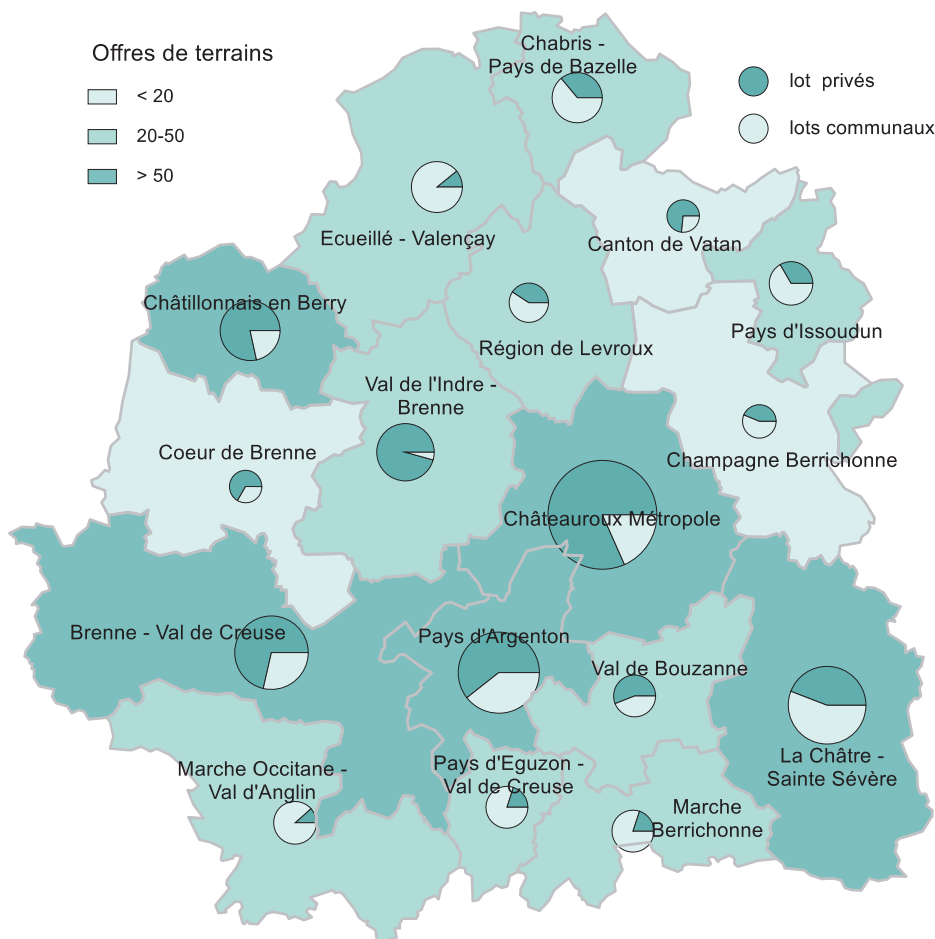 Offres de terrains
< 20
20-50
> 50
lot privés
lots communaux
Chabris -
Pays de Bazelle
Ecueillé - Valençay
Canton de Vatan
Châtillonnais en Berry
Pays d'Issoudun
Région de Levroux
Val de l'Indre -
Brenne
Coeur de Brenne
Champagne Berrichonne
Châteauroux Métropole
Brenne - Val de Creuse
Pays d'Argenton
Val de Bouzanne
La Châtre -
Sainte Sévère
Marche Occitane -
Val d'Anglin
Pays d'Eguzon -
Val de Creuse
Marche
Berrichonne